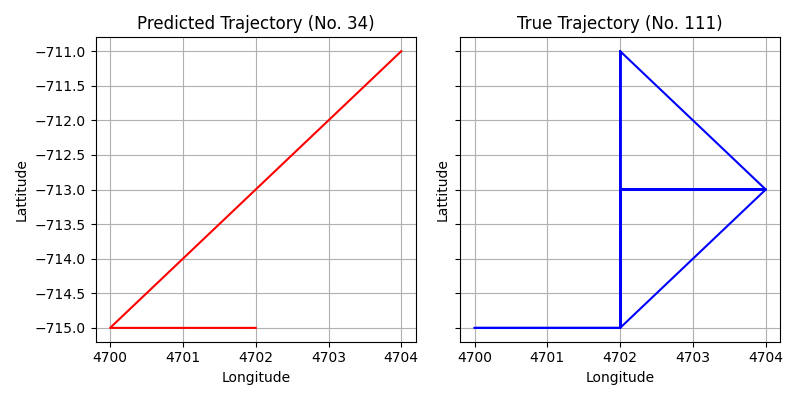 Predicted Trajectory (No. 34)
True Trajectory (No. 111)
Lattitude
−711.0
−711.5
−712.0
−712.5
−713.0
−713.5
−714.0
−714.5
−715.0
4700 4701 4702 4703 4704
Longitude
Lattitude
4700 4701 4702 4703 4704
Longitude